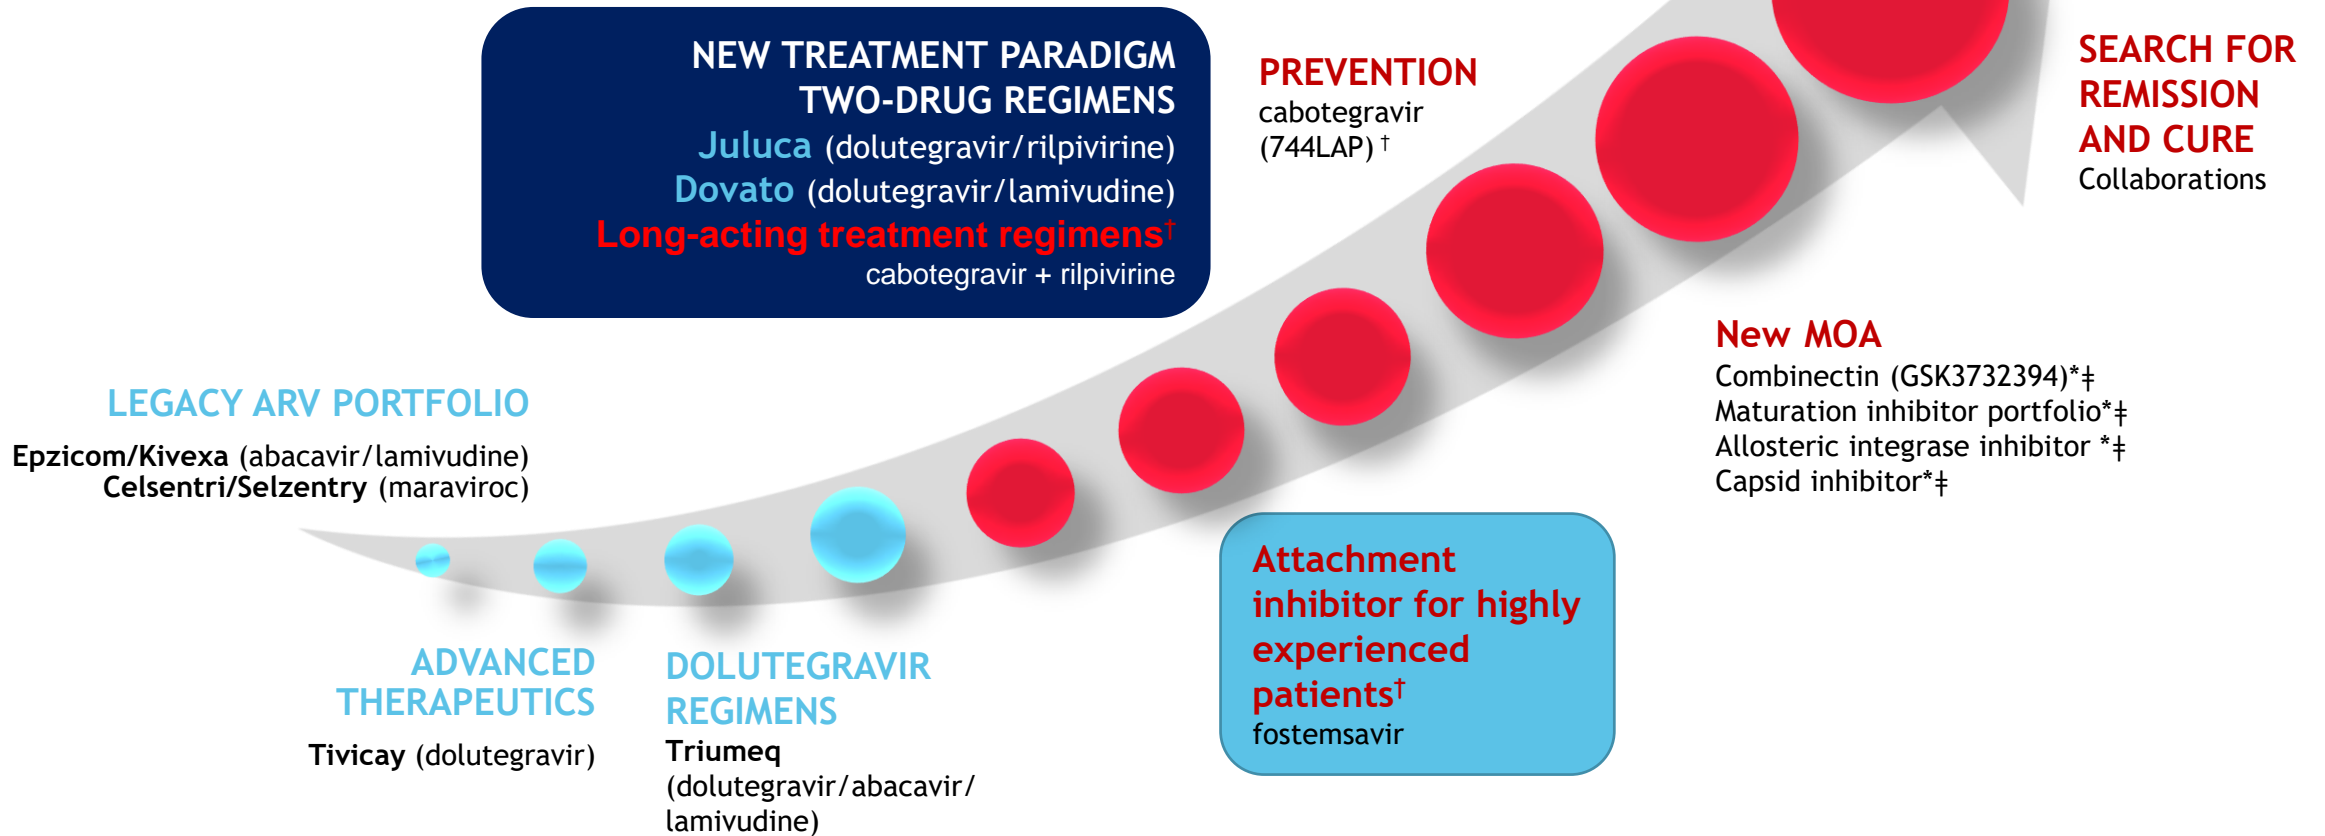 NEW TREATMENT PARADIGM
TWO-DRUG REGIMENS
Juluca (dolutegravir/rilpivirine)
Dovato (dolutegravir/lamivudine)
Long-acting treatment regimens†
cabotegravir + rilpivirine
PREVENTION
cabotegravir
(744LAP) †
SEARCH FOR
REMISSION
AND CURE
Collaborations
LEGACY ARV PORTFOLIO
Epzicom/Kivexa (abacavir/lamivudine)
Celsentri/Selzentry (maraviroc)
New MOA
Combinectin (GSK3732394)*‡
Maturation inhibitor portfolio*‡
Allosteric integrase inhibitor *‡
Capsid inhibitor*‡
ADVANCED
THERAPEUTICS
Tivicay (dolutegravir)
DOLUTEGRAVIR
REGIMENS
Triumeq
(dolutegravir/abacavir/
lamivudine)
Attachment
inhibitor for highly
experienced
patients†
fostemsavir